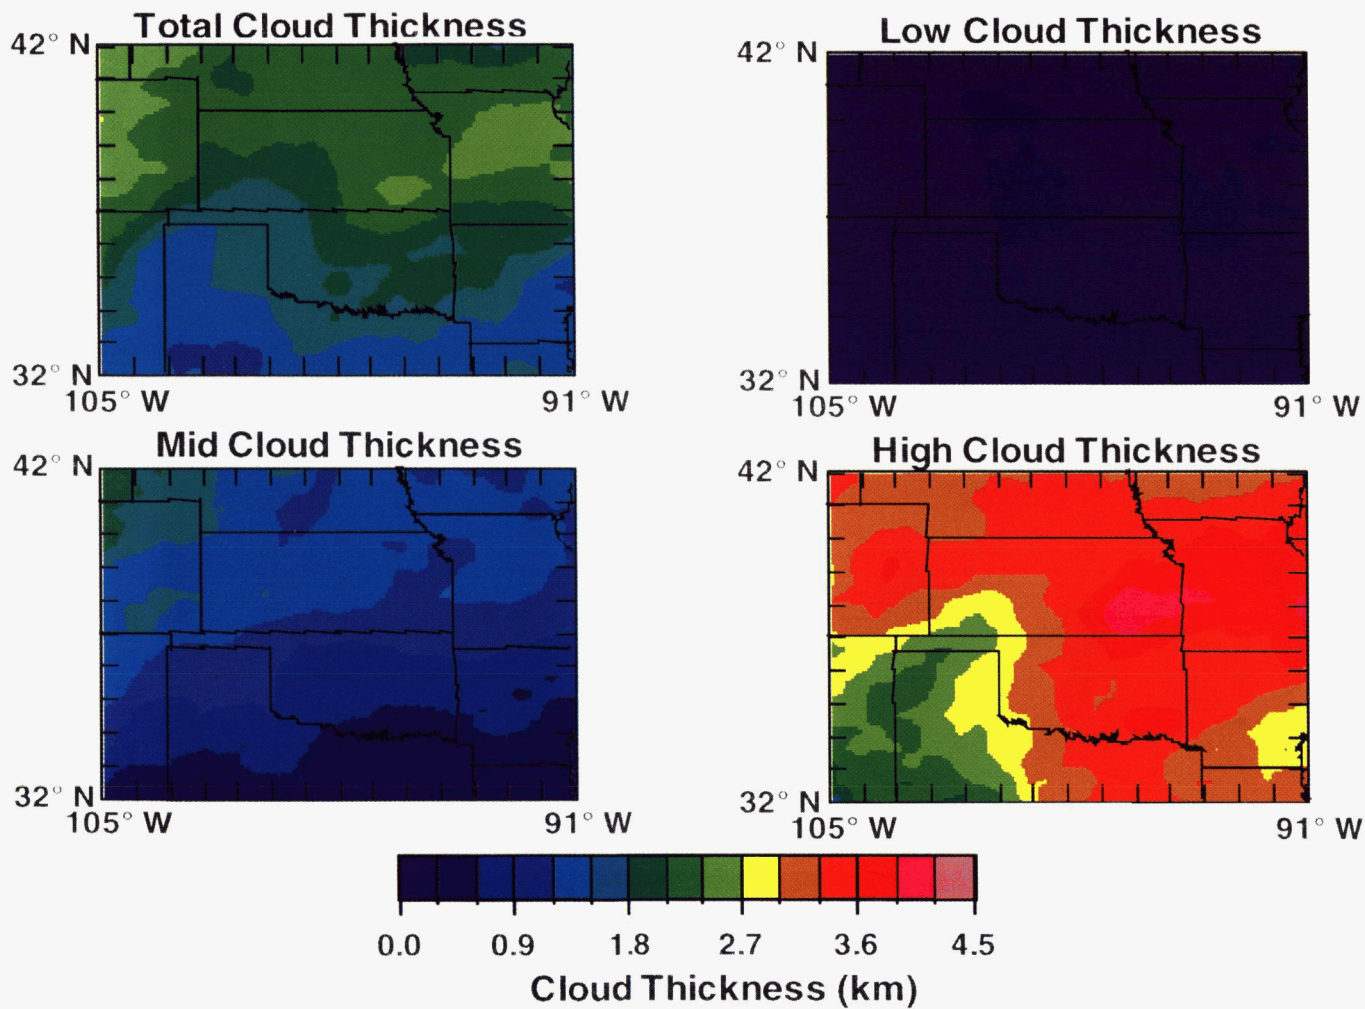 Total Cloud Thickness
Low Cloud Thickness
42° N
42° N
32° N
32° N
105° W
91° W
105° W
91° W
Mid Cloud Thickness
High Cloud Thickness
42° N
42° N
32° N
32° N
105° W
91° W
105° W
91° W
0.0 0.9 1.8 2.7 3.6 4.5
Cloud Thickness (km)